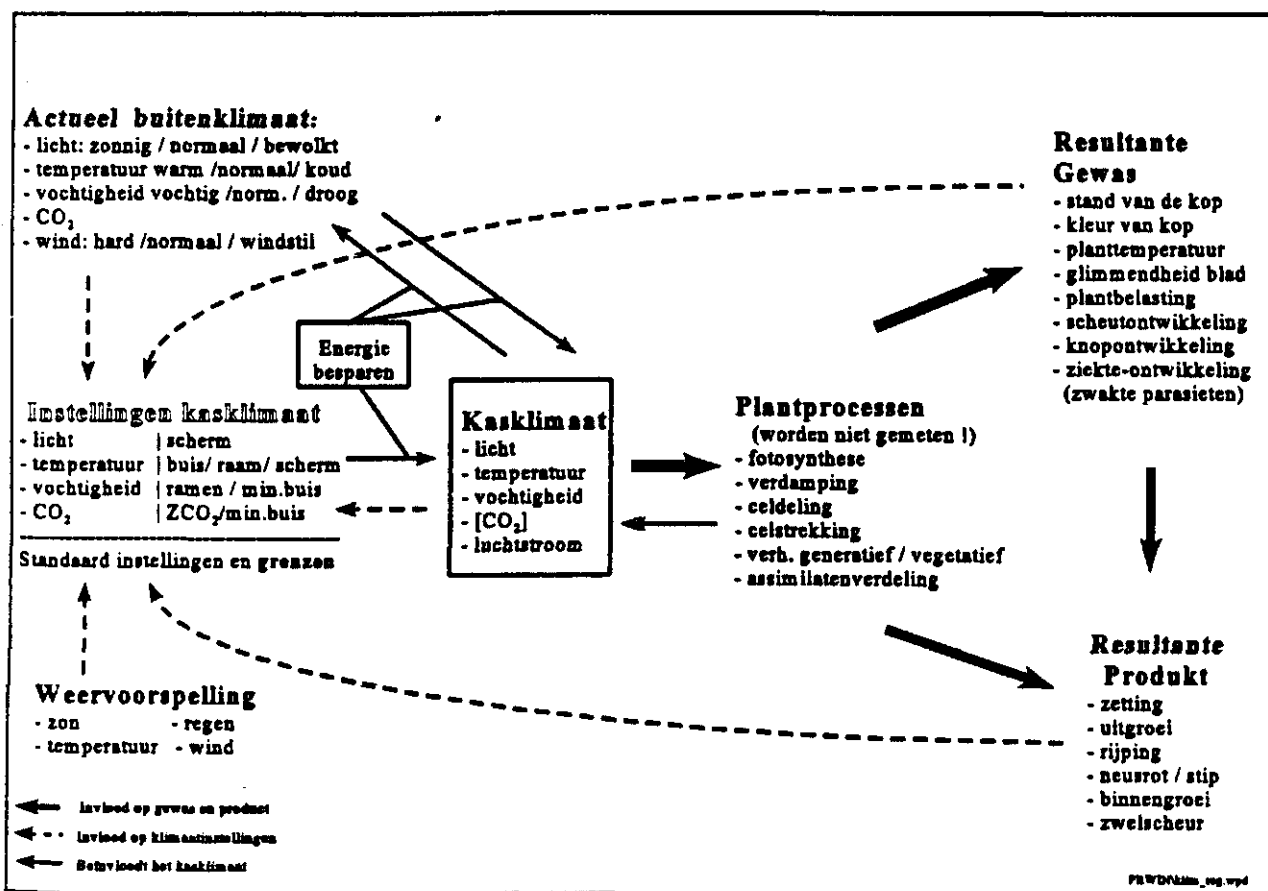 Actueel buitenklimaat:
- licht: zonnig / normaal / bewolkt
- temperatuur warm /normaal/ koud
- vochtigheid vochtig /norm. / droog
- CO₂
- wind: hard /normaal / windstil
Resultante
Gewas
- stand van de kop
- kleur van kop
- planttemperatuur
- glimmendheid blad
- plantbelasting
- scheutontwikkeling
- knopontwikkeling
- ziekte-ontwikkeling
(zwakte parasieten)
Energie
besparen
Instellingen kasklimaat
- licht | scherm
- temperatuur | buis/ raam/ scherm
- vochtigheid | ramen / min.buis
- CO₂ | ZCO₂/min.buis
Standaard instellingen en grenzen
Kasklimaat
- licht
- temperatuur
- vochtigheid
- [CO₂]
- luchtstroom
Plantprocessen
(worden niet gemeten !)
- fotosynthese
- verdamping
- celdeling
- celstrekking
- verh. generatief / vegetatief
- assimilatenverdeling
Weervoorspelling
- zon - regen
- temperatuur - wind
Resultante
Produkt
- zetting
- uitgroei
- rijping
- neusrot / stip
- binnengroei
- zwelscheur
Invloed op gewas en product
Invloed op klimaatinstellingen
Beinvloedt het kasklimaat